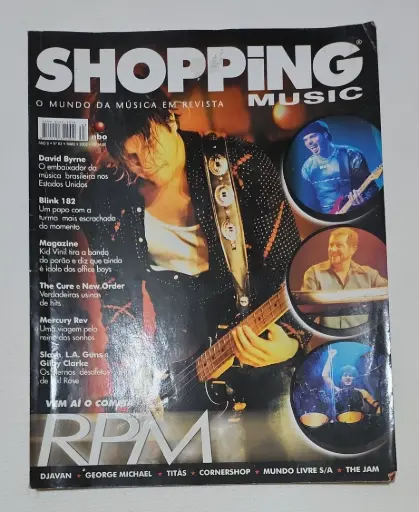 SHOPPiNG®
MUSIC
O MUNDO DA MÚSICA EM REVISTA
David Byrne
O embaixador da
música brasileira nos
Estados Unidos
Blink 182
Um papo com a
turma mais escrachada
do momento
Magazine
Kid Vinil tira a banda
do porão e diz que ainda
é ídolo dos office boys
The Cure e New Order
Verdadeiras usinas
de hits
Mercury Rev
Uma viagem pelo
reino dos sonhos
Slash, L.A. Guns e
Gilby Clarke
Os eternos desafetos
de Axl Rose
VEM AÍ O COMETA
RPM
DJAVAN ★ GEORGE MICHAEL ★ TITÃS ★ CORNERSHOP ★ MUNDO LIVRE S/A ★ THE JAM